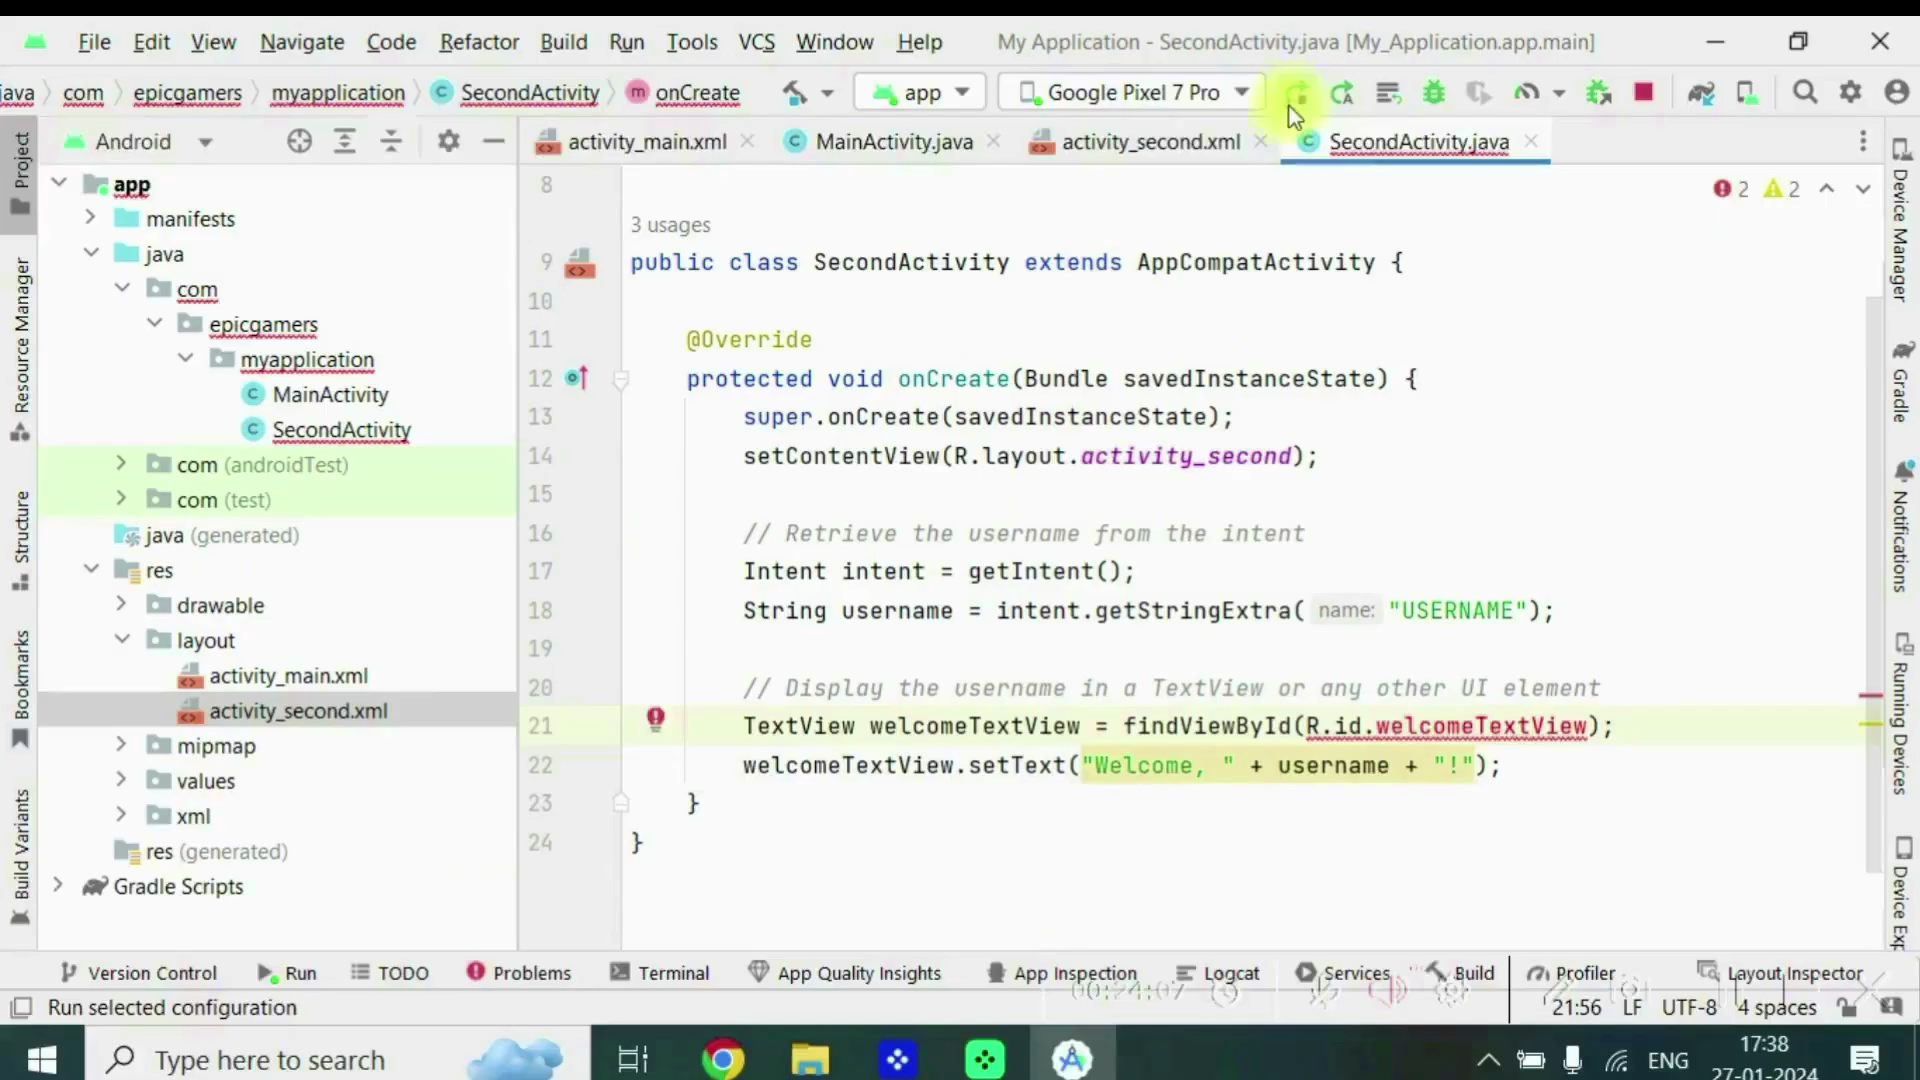 File Edit View Navigate Code Refactor Build Run Tools VCS Window Help My Application - SecondActivity.java [My_Application.app.main]
java com epicgamers myapplication SecondActivity onCreate app Google Pixel 7 Pro
Android
activity_main.xml MainActivity.java activity_second.xml SecondActivity.java
Project
Resource Manager
Structure
Bookmarks
Build Variants
app
manifests
java
com
epicgamers
myapplication
MainActivity
SecondActivity
com (androidTest)
com (test)
java (generated)
res
drawable
layout
activity_main.xml
activity_second.xml
mipmap
values
xml
res (generated)
Gradle Scripts
2 2
8
3 usages
9 public class SecondActivity extends AppCompatActivity {
10
11 @Override
12 protected void onCreate(Bundle savedInstanceState) {
13 super.onCreate(savedInstanceState);
14 setContentView(R.layout.activity_second);
15
16 // Retrieve the username from the intent
17 Intent intent = getIntent();
18 String username = intent.getStringExtra( name: "USERNAME");
19
20 // Display the username in a TextView or any other UI element
21 TextView welcomeTextView = findViewById(R.id.welcomeTextView);
22 welcomeTextView.setText("Welcome, " + username + "!");
23 }
24 }
Device Manager
Gradle
Notifications
Running Devices
Device Exp
Version Control Run TODO Problems Terminal App Quality Insights App Inspection Logcat Services Build Profiler Layout Inspector
00:24:07
Run selected configuration 21:56 LF UTF-8 4 spaces
Type here to search ENG 17:38
27-01-2024